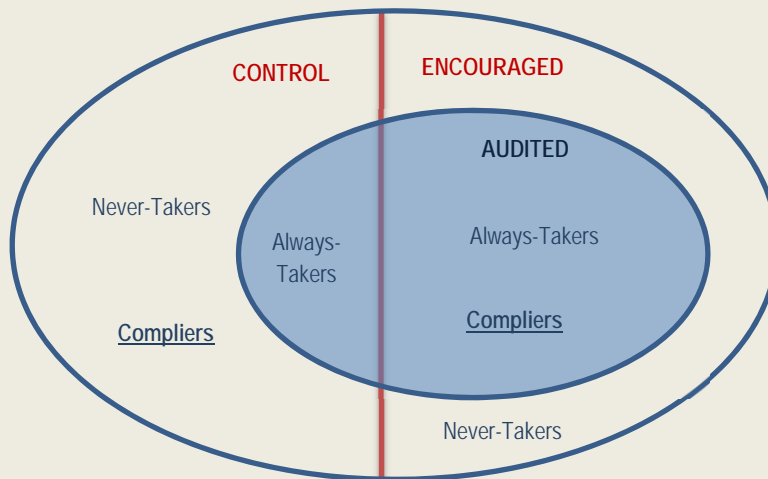 CONTROL
ENCOURAGED
AUDITED
Never-Takers
Always-
Takers
Always-Takers
Compliers
Compliers
Never-Takers